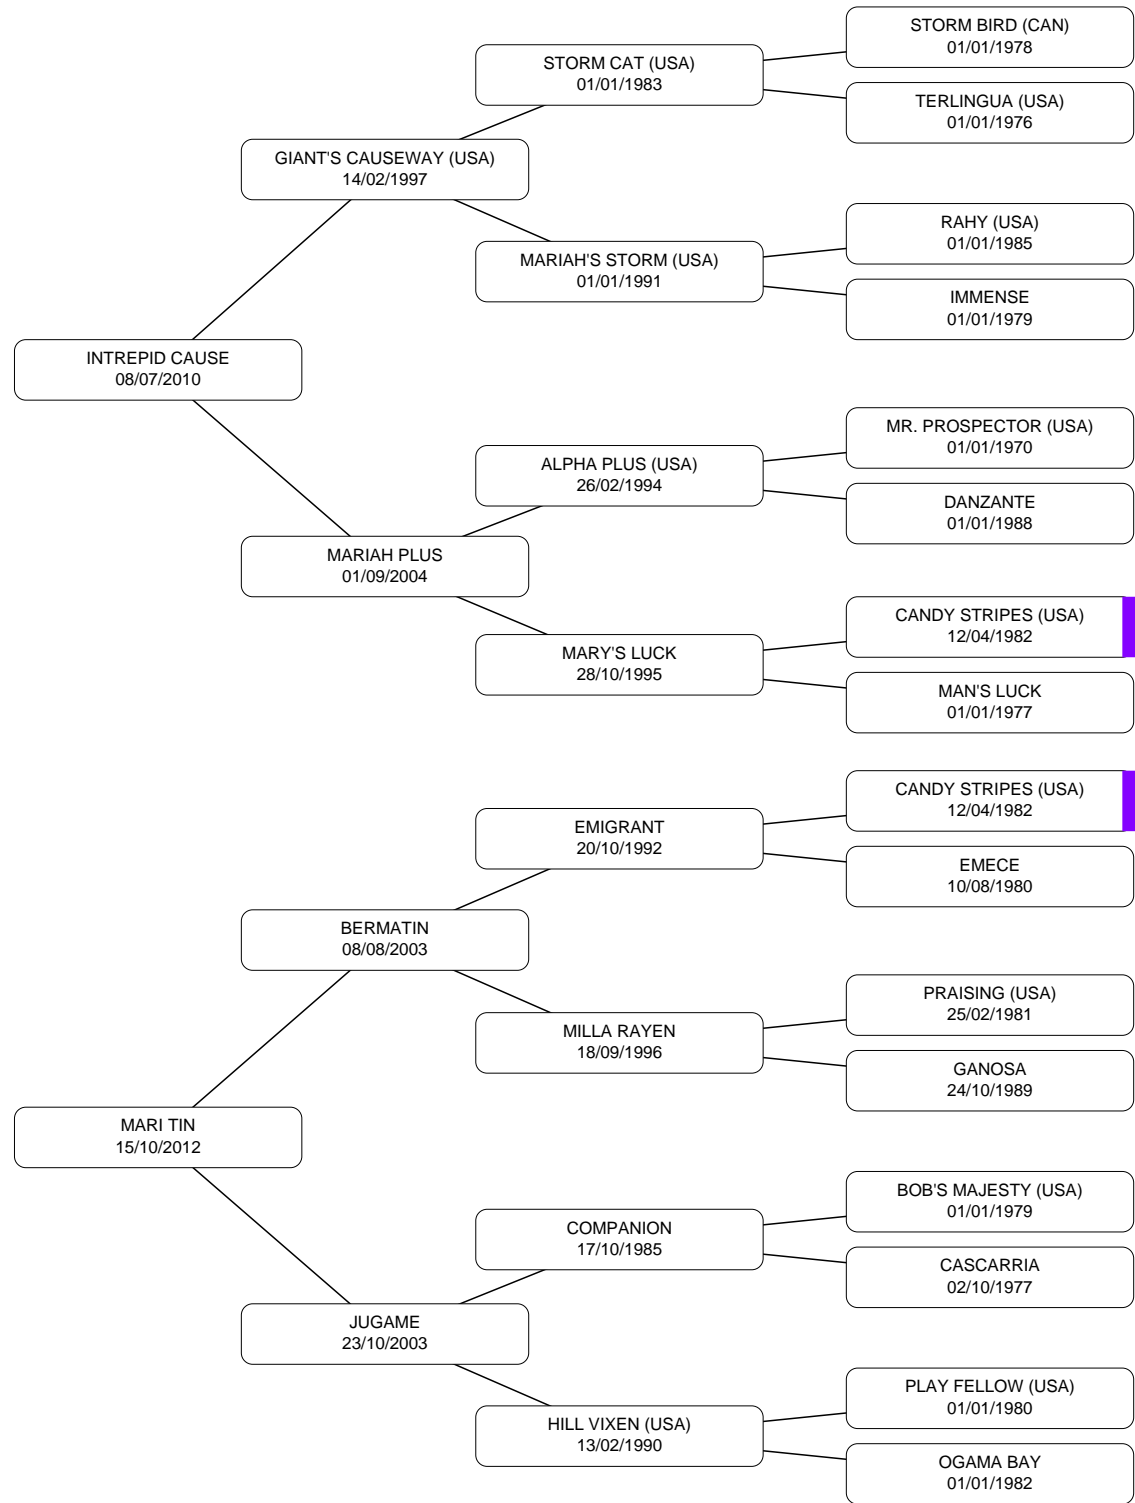 STORM BIRD (CAN)
01/01/1978
STORM CAT (USA)
01/01/1983
TERLINGUA (USA)
01/01/1976
GIANT'S CAUSEWAY (USA)
14/02/1997
RAHY (USA)
01/01/1985
MARIAH'S STORM (USA)
01/01/1991
IMMENSE
01/01/1979
INTREPID CAUSE
08/07/2010
MR. PROSPECTOR (USA)
01/01/1970
ALPHA PLUS (USA)
26/02/1994
DANZANTE
01/01/1988
MARIAH PLUS
01/09/2004
CANDY STRIPES (USA)
12/04/1982
MARY'S LUCK
28/10/1995
MAN'S LUCK
01/01/1977
CANDY STRIPES (USA)
12/04/1982
EMIGRANT
20/10/1992
EMECE
10/08/1980
BERMATIN
08/08/2003
PRAISING (USA)
25/02/1981
MILLA RAYEN
18/09/1996
GANOSA
24/10/1989
MARI TIN
15/10/2012
BOB'S MAJESTY (USA)
01/01/1979
COMPANION
17/10/1985
CASCARRIA
02/10/1977
JUGAME
23/10/2003
PLAY FELLOW (USA)
01/01/1980
HILL VIXEN (USA)
13/02/1990
OGAMA BAY
01/01/1982